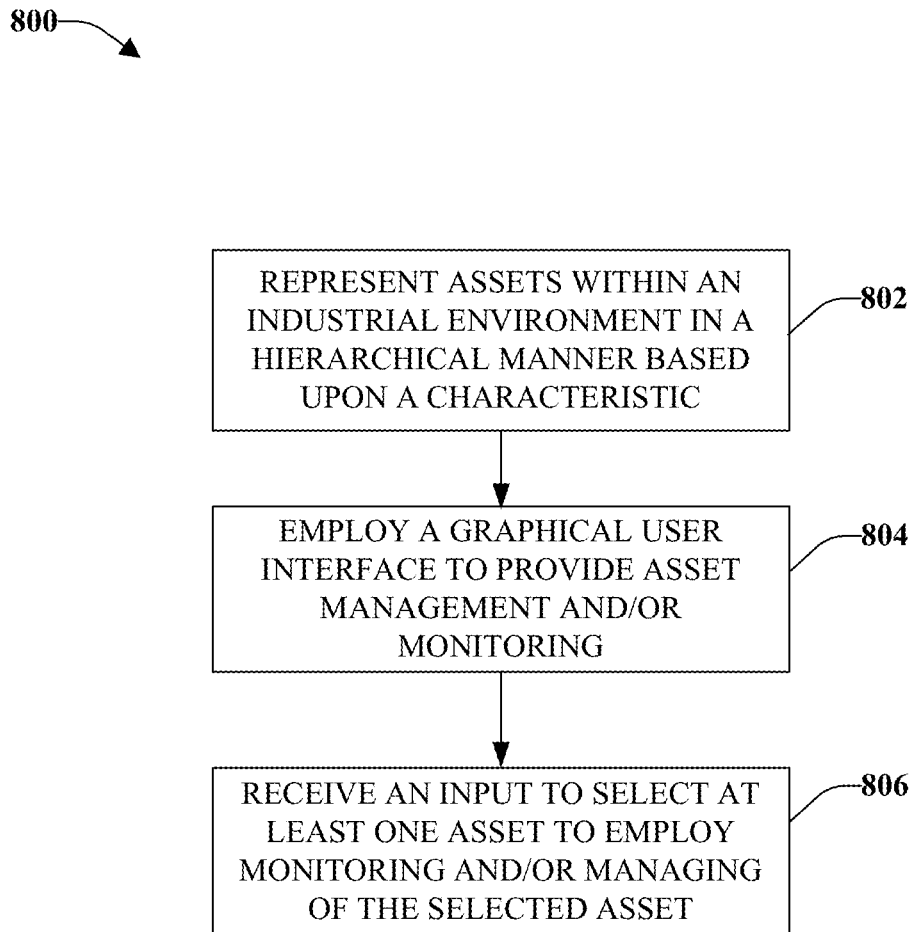 800
REPRESENT ASSETS WITHIN AN
INDUSTRIAL ENVIRONMENT IN A
HIERARCHICAL MANNER BASED
UPON A CHARACTERISTIC
802
EMPLOY A GRAPHICAL USER
INTERFACE TO PROVIDE ASSET
MANAGEMENT AND/OR
MONITORING
804
RECEIVE AN INPUT TO SELECT AT
LEAST ONE ASSET TO EMPLOY
MONITORING AND/OR MANAGING
OF THE SELECTED ASSET
806